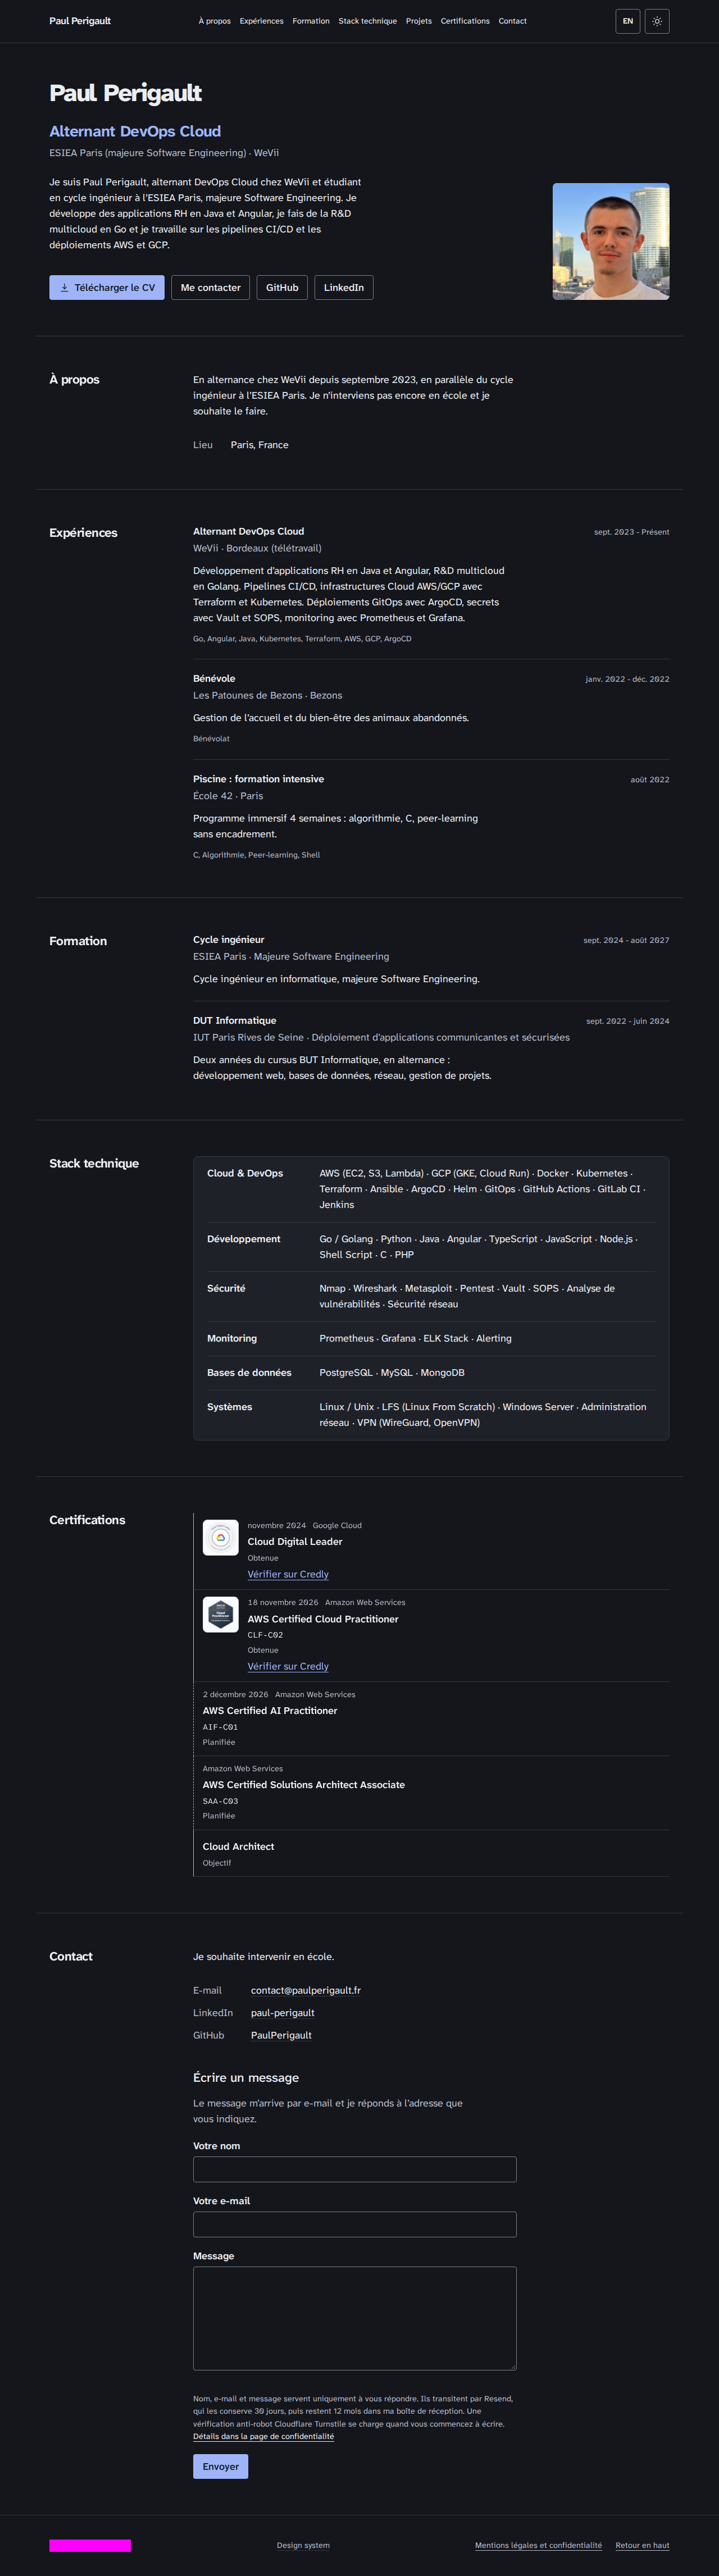 Paul Perigault
À propos Expériences Formation Stack technique Projets Certifications Contact
EN
Paul Perigault
Alternant DevOps Cloud
ESIEA Paris (majeure Software Engineering) · WeVii
Je suis Paul Perigault, alternant DevOps Cloud chez WeVii et étudiant
en cycle ingénieur à l’ESIEA Paris, majeure Software Engineering. Je
développe des applications RH en Java et Angular, je fais de la R&D
multicloud en Go et je travaille sur les pipelines CI/CD et les
déploiements AWS et GCP.
Télécharger le CV
Me contacter
GitHub
LinkedIn
À propos
En alternance chez WeVii depuis septembre 2023, en parallèle du cycle
ingénieur à l’ESIEA Paris. Je n’interviens pas encore en école et je
souhaite le faire.
Lieu Paris, France
Expériences
Alternant DevOps Cloud
sept. 2023 - Présent
WeVii · Bordeaux (télétravail)
Développement d’applications RH en Java et Angular, R&D multicloud
en Golang. Pipelines CI/CD, infrastructures Cloud AWS/GCP avec
Terraform et Kubernetes. Déploiements GitOps avec ArgoCD, secrets
avec Vault et SOPS, monitoring avec Prometheus et Grafana.
Go, Angular, Java, Kubernetes, Terraform, AWS, GCP, ArgoCD
Bénévole
janv. 2022 - déc. 2022
Les Patounes de Bezons · Bezons
Gestion de l’accueil et du bien-être des animaux abandonnés.
Bénévolat
Piscine : formation intensive
août 2022
École 42 · Paris
Programme immersif 4 semaines : algorithmie, C, peer-learning
sans encadrement.
C, Algorithmie, Peer-learning, Shell
Formation
Cycle ingénieur
sept. 2024 - août 2027
ESIEA Paris · Majeure Software Engineering
Cycle ingénieur en informatique, majeure Software Engineering.
DUT Informatique
sept. 2022 - juin 2024
IUT Paris Rives de Seine · Déploiement d’applications communicantes et sécurisées
Deux années du cursus BUT Informatique, en alternance :
développement web, bases de données, réseau, gestion de projets.
Stack technique
Cloud & DevOps
AWS (EC2, S3, Lambda) · GCP (GKE, Cloud Run) · Docker · Kubernetes ·
Terraform · Ansible · ArgoCD · Helm · GitOps · GitHub Actions · GitLab CI ·
Jenkins
Développement
Go / Golang · Python · Java · Angular · TypeScript · JavaScript · Node.js ·
Shell Script · C · PHP
Sécurité
Nmap · Wireshark · Metasploit · Pentest · Vault · SOPS · Analyse de
vulnérabilités · Sécurité réseau
Monitoring
Prometheus · Grafana · ELK Stack · Alerting
Bases de données
PostgreSQL · MySQL · MongoDB
Systèmes
Linux / Unix · LFS (Linux From Scratch) · Windows Server · Administration
réseau · VPN (WireGuard, OpenVPN)
Certifications
novembre 2024 Google Cloud
Cloud Digital Leader
Obtenue
Vérifier sur Credly
18 novembre 2026 Amazon Web Services
AWS Certified Cloud Practitioner
CLF-C02
Obtenue
Vérifier sur Credly
2 décembre 2026 Amazon Web Services
AWS Certified AI Practitioner
AIF-C01
Planifiée
Amazon Web Services
AWS Certified Solutions Architect Associate
SAA-C03
Planifiée
Cloud Architect
Objectif
Contact
Je souhaite intervenir en école.
E-mail contact@paulperigault.fr
LinkedIn paul-perigault
GitHub PaulPerigault
Écrire un message
Le message m’arrive par e-mail et je réponds à l’adresse que
vous indiquez.
Votre nom
Votre e-mail
Message
Nom, e-mail et message servent uniquement à vous répondre. Ils transitent par Resend,
qui les conserve 30 jours, puis restent 12 mois dans ma boîte de réception. Une
vérification anti-robot Cloudflare Turnstile se charge quand vous commencez à écrire.
Détails dans la page de confidentialité
Envoyer
Design system
Mentions légales et confidentialité
Retour en haut